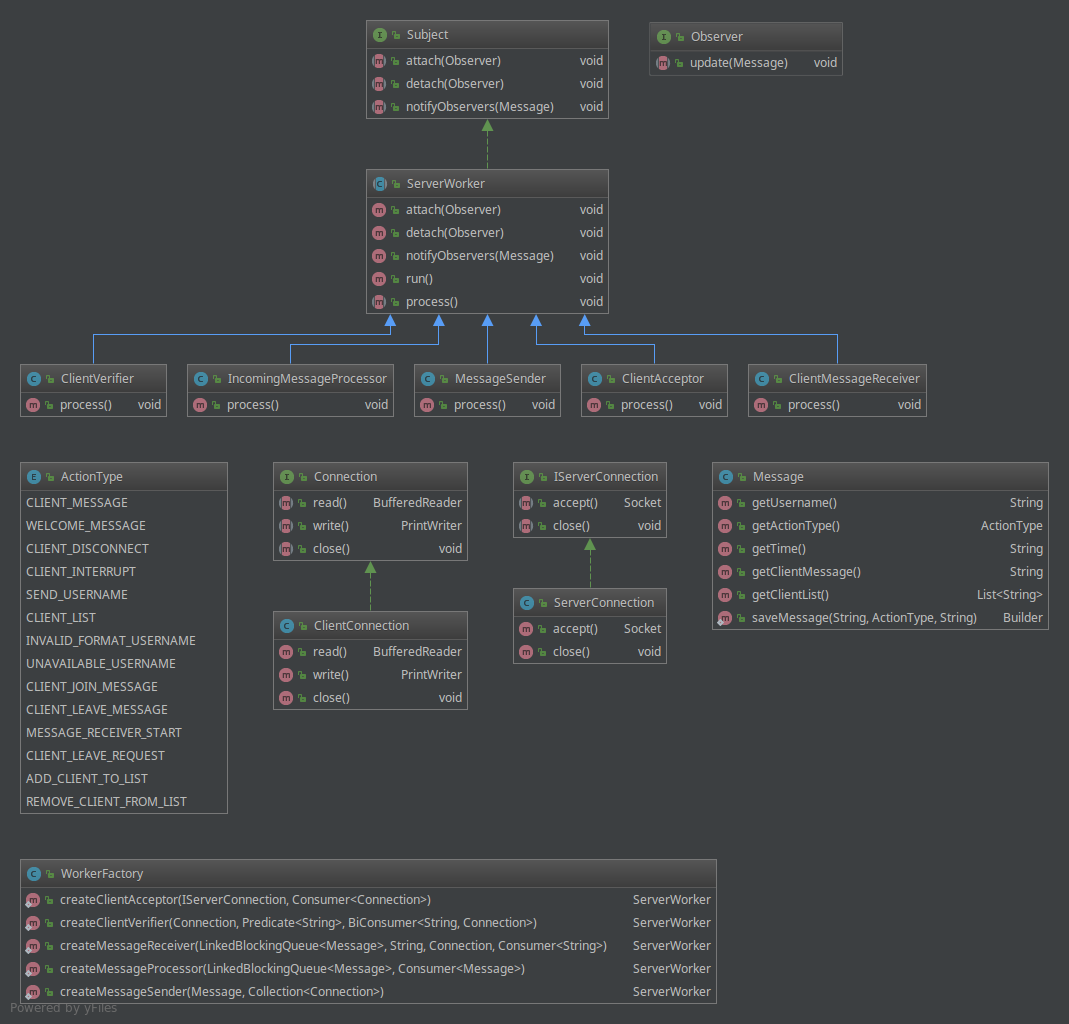 Subject
attach(Observer) void
detach(Observer) void
notifyObservers(Message) void
Observer
update(Message) void
ServerWorker
attach(Observer) void
detach(Observer) void
notifyObservers(Message) void
run() void
process() void
ClientVerifier
process() void
IncomingMessageProcessor
process() void
MessageSender
process() void
ClientAcceptor
process() void
ClientMessageReceiver
process() void
ActionType
CLIENT_MESSAGE
WELCOME_MESSAGE
CLIENT_DISCONNECT
CLIENT_INTERRUPT
SEND_USERNAME
CLIENT_LIST
INVALID_FORMAT_USERNAME
UNAVAILABLE_USERNAME
CLIENT_JOIN_MESSAGE
CLIENT_LEAVE_MESSAGE
MESSAGE_RECEIVER_START
CLIENT_LEAVE_REQUEST
ADD_CLIENT_TO_LIST
REMOVE_CLIENT_FROM_LIST
Connection
read() BufferedReader
write() PrintWriter
close() void
ClientConnection
read() BufferedReader
write() PrintWriter
close() void
IServerConnection
accept() Socket
close() void
ServerConnection
accept() Socket
close() void
Message
getUsername() String
getActionType() ActionType
getTime() String
getClientMessage() String
getClientList() List<String>
saveMessage(String, ActionType, String) Builder
WorkerFactory
createClientAcceptor(IServerConnection, Consumer<Connection>) ServerWorker
createClientVerifier(Connection, Predicate<String>, BiConsumer<String, Connection>) ServerWorker
createMessageReceiver(LinkedBlockingQueue<Message>, String, Connection, Consumer<String>) ServerWorker
createMessageProcessor(LinkedBlockingQueue<Message>, Consumer<Message>) ServerWorker
createMessageSender(Message, Collection<Connection>) ServerWorker
Powered by yFiles